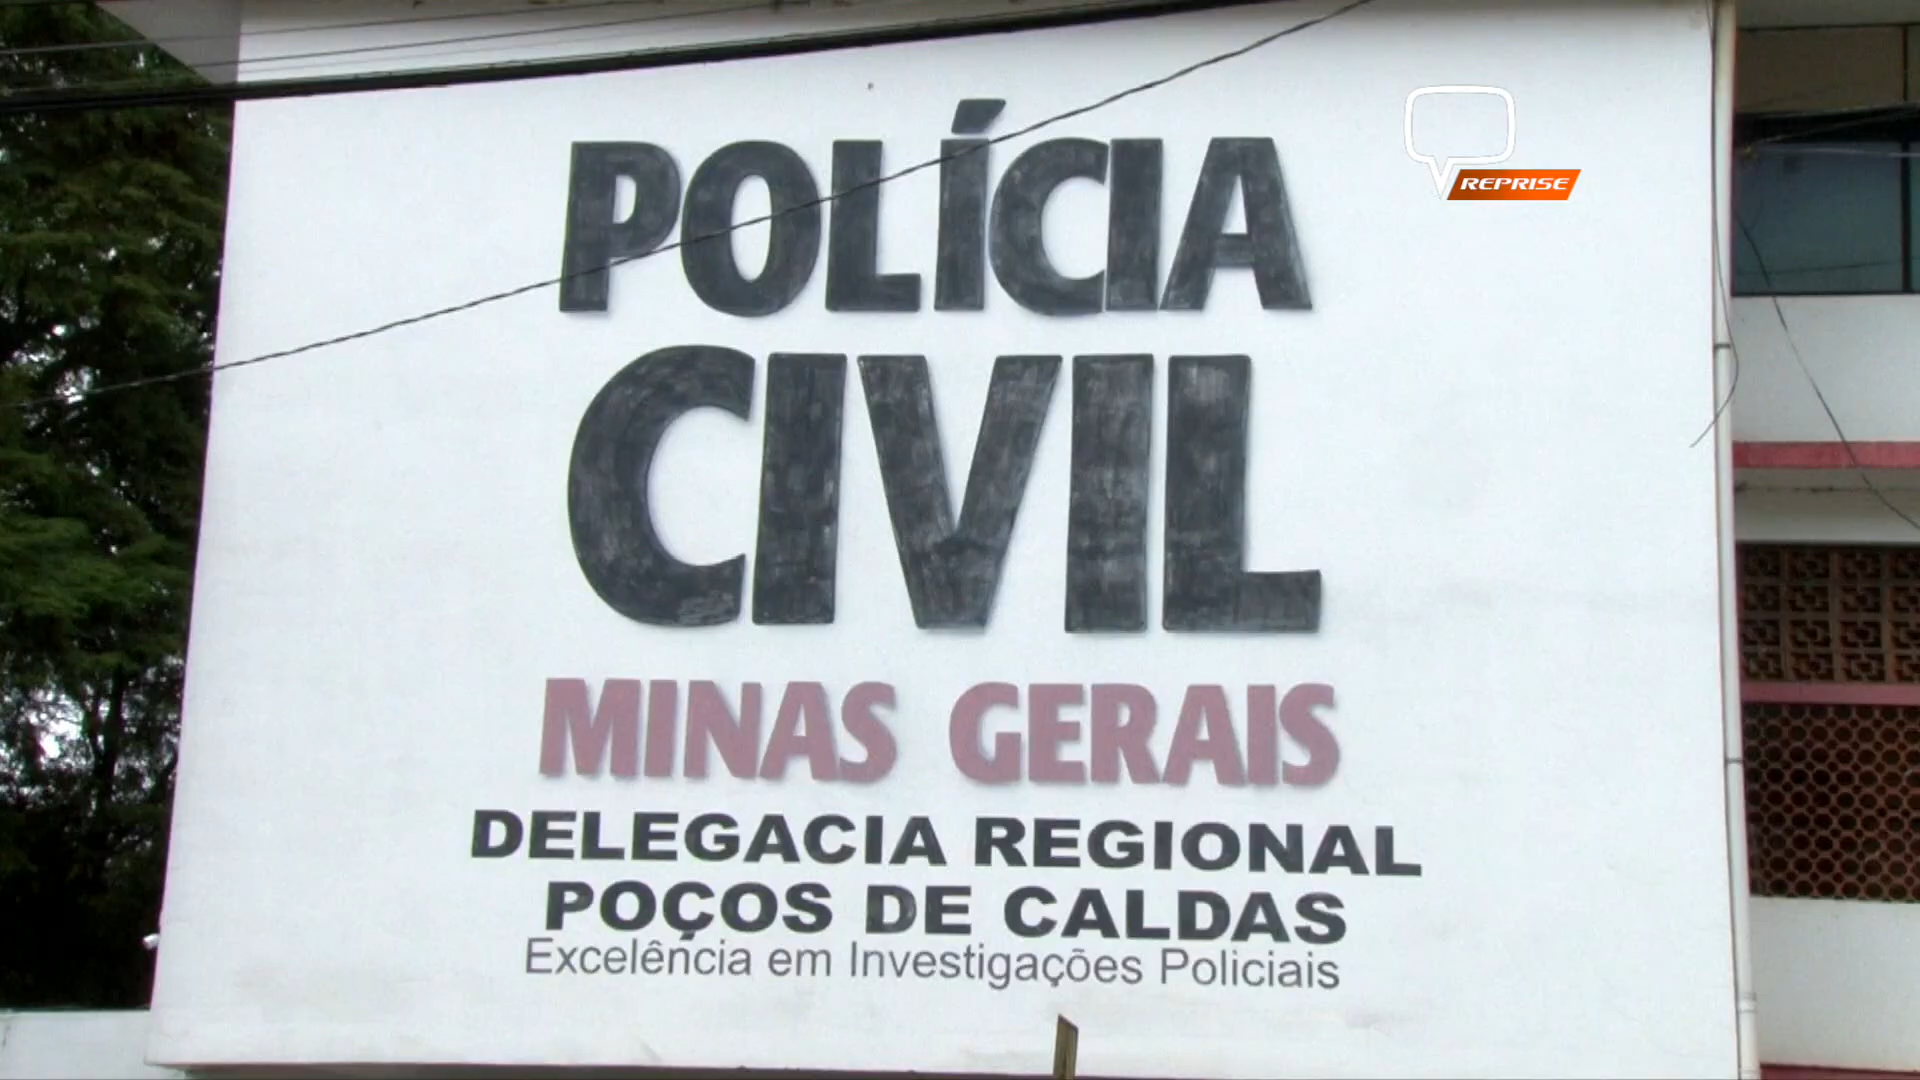 POLÍCIA
CIVIL
MINAS GERAIS
DELEGACIA REGIONAL
POÇOS DE CALDAS
Excelência em Investigações Policiais
REPRISE